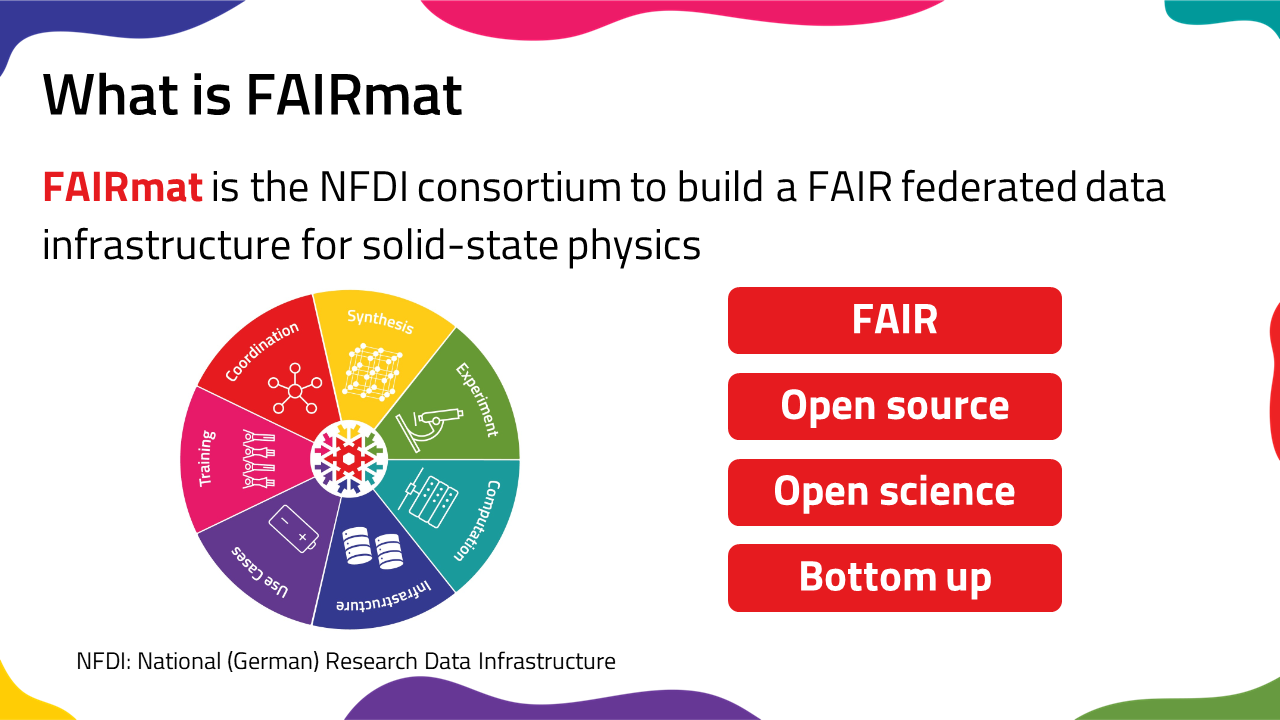 What is FAIRmat
FAIRmat is the NFDI consortium to build a FAIR federated data
infrastructure for solid-state physics
Synthesis
Experiment
Computation
Infrastructure
Use Cases
Training
Coordination
FAIR
Open source
Open science
Bottom up
NFDI: National (German) Research Data Infrastructure